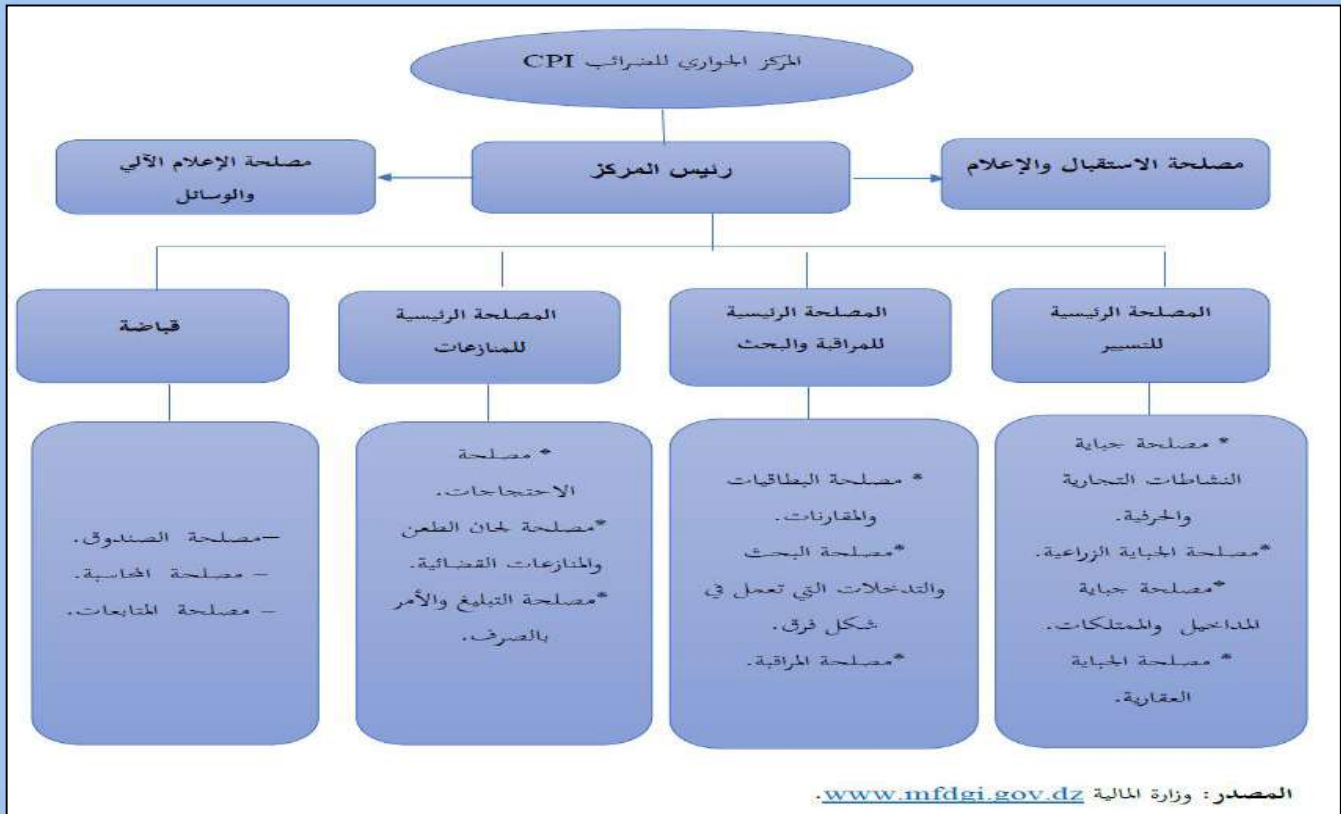 المركز الجواري للضرائب CPI
مصلحة الاستقبال والإعلام
رئيس المركز
مصلحة الإعلام الآلي
والوسائل
المصلحة الرئيسية
للتسيير
المصلحة الرئيسية
للمراقبة والبحث
المصلحة الرئيسية
للمنازعات
قباضة
* مصلحة جباية
النشاطات التجارية
والحرفية.
*مصلحة الجباية الزراعية.
*مصلحة جباية
المداخيل والممتلكات.
* مصلحة الجباية
العقارية.
* مصلحة البطاقيات
والمقارنات.
*مصلحة البحث
والتدخلات التي تعمل في
شكل فرق.
*مصلحة المراقبة.
* مصلحة
الاحتجاجات.
*مصلحة لجان الطعن
والمنازعات القضائية.
*مصلحة التبليغ والأمر
بالصرف.
–مصلحة الصندوق.
– مصلحة المحاسبة.
– مصلحة المتابعات.
المصدر: وزارة المالية www.mfdgi.gov.dz.